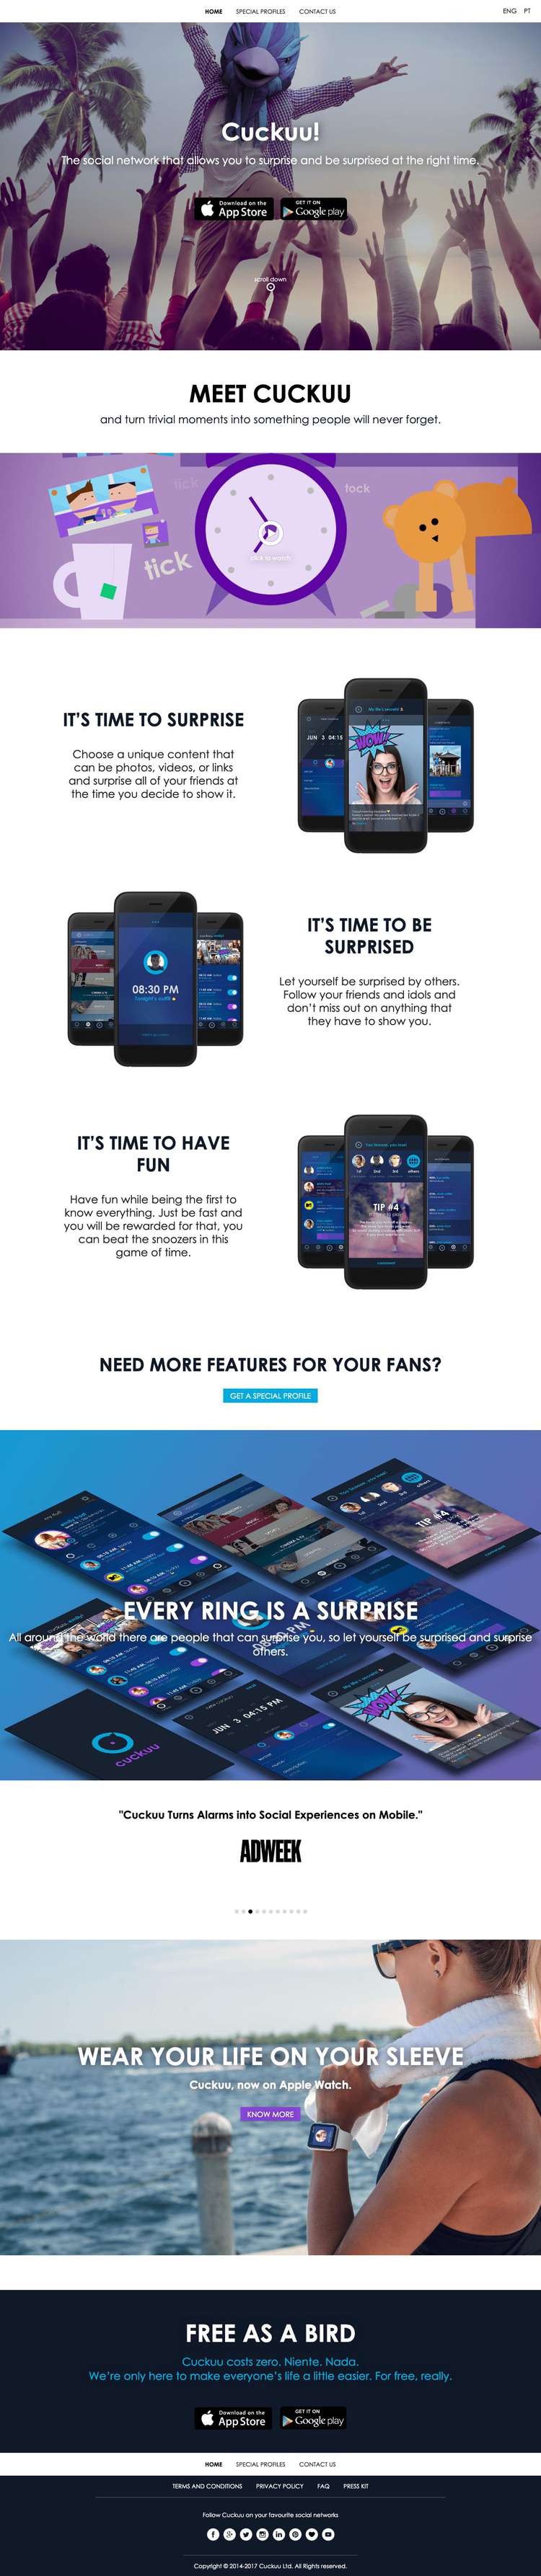 HOME SPECIAL PROFILES CONTACT US ENG PT
Cuckuu!
The social network that allows you to surprise and be surprised at the right time.
Download on the App Store
GET IT ON Google play
scroll down
MEET CUCKUU
and turn trivial moments into something people will never forget.
tick
tock
tick
click to watch
IT'S TIME TO SURPRISE
Choose a unique content that
can be photos, videos, or links
and surprise all of your friends at
the time you decide to show it.
JUN 3 04:15
WOW!
IT'S TIME TO BE
SURPRISED
Let yourself be surprised by others.
Follow your friends and idols and
don't miss out on anything that
they have to show you.
08:30 PM
Tonight's outfit
IT'S TIME TO HAVE
FUN
Have fun while being the first to
know everything. Just be fast and
you will be rewarded for that, you
can beat the snoozers in this
game of time.
1st 2nd 3rd others
TIP #4
comment
NEED MORE FEATURES FOR YOUR FANS?
GET A SPECIAL PROFILE
EVERY RING IS A SURPRISE
All around the world there are people that can surprise you, so let yourself be surprised and surprise
others.
TIP #4
JUN 3 04:15 PM
WOW!
cuckuu
"Cuckuu Turns Alarms into Social Experiences on Mobile."
ADWEEK
WEAR YOUR LIFE ON YOUR SLEEVE
Cuckuu, now on Apple Watch.
KNOW MORE
FREE AS A BIRD
Cuckuu costs zero. Niente. Nada.
We're only here to make everyone's life a little easier. For free, really.
Download on the App Store
GET IT ON Google play
HOME SPECIAL PROFILES CONTACT US
TERMS AND CONDITIONS PRIVACY POLICY FAQ PRESS KIT
Follow Cuckuu on your favourite social networks
Copyright © 2014-2017 Cuckuu Ltd. All Rights reserved.